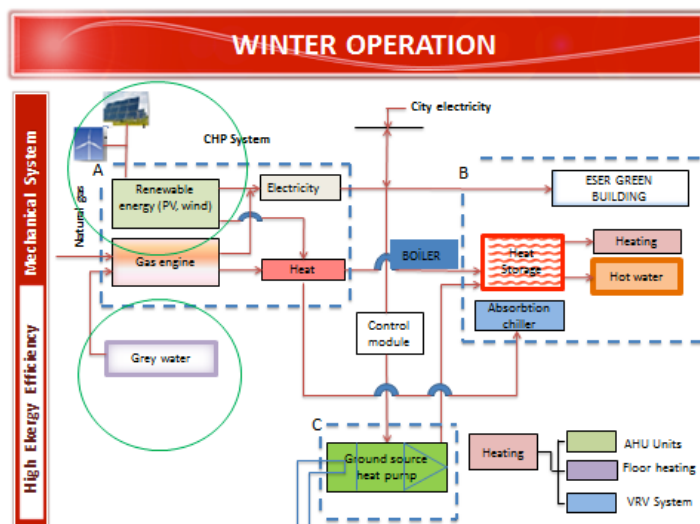 WINTER OPERATION
Mechanical System
High Ekergy Efficiency
City electricity
CHP System
A
B
Natural gas
Renewable
energy (PV, wind)
Electricity
ESER GREEN
BUILDING
Gas engine
Heat
BOİLER
Heat
Storage
Heating
Hot water
Absorbtion
chiller
Control
module
Grey water
C
Ground source
heat pump
Heating
AHU Units
Floor heating
VRV System